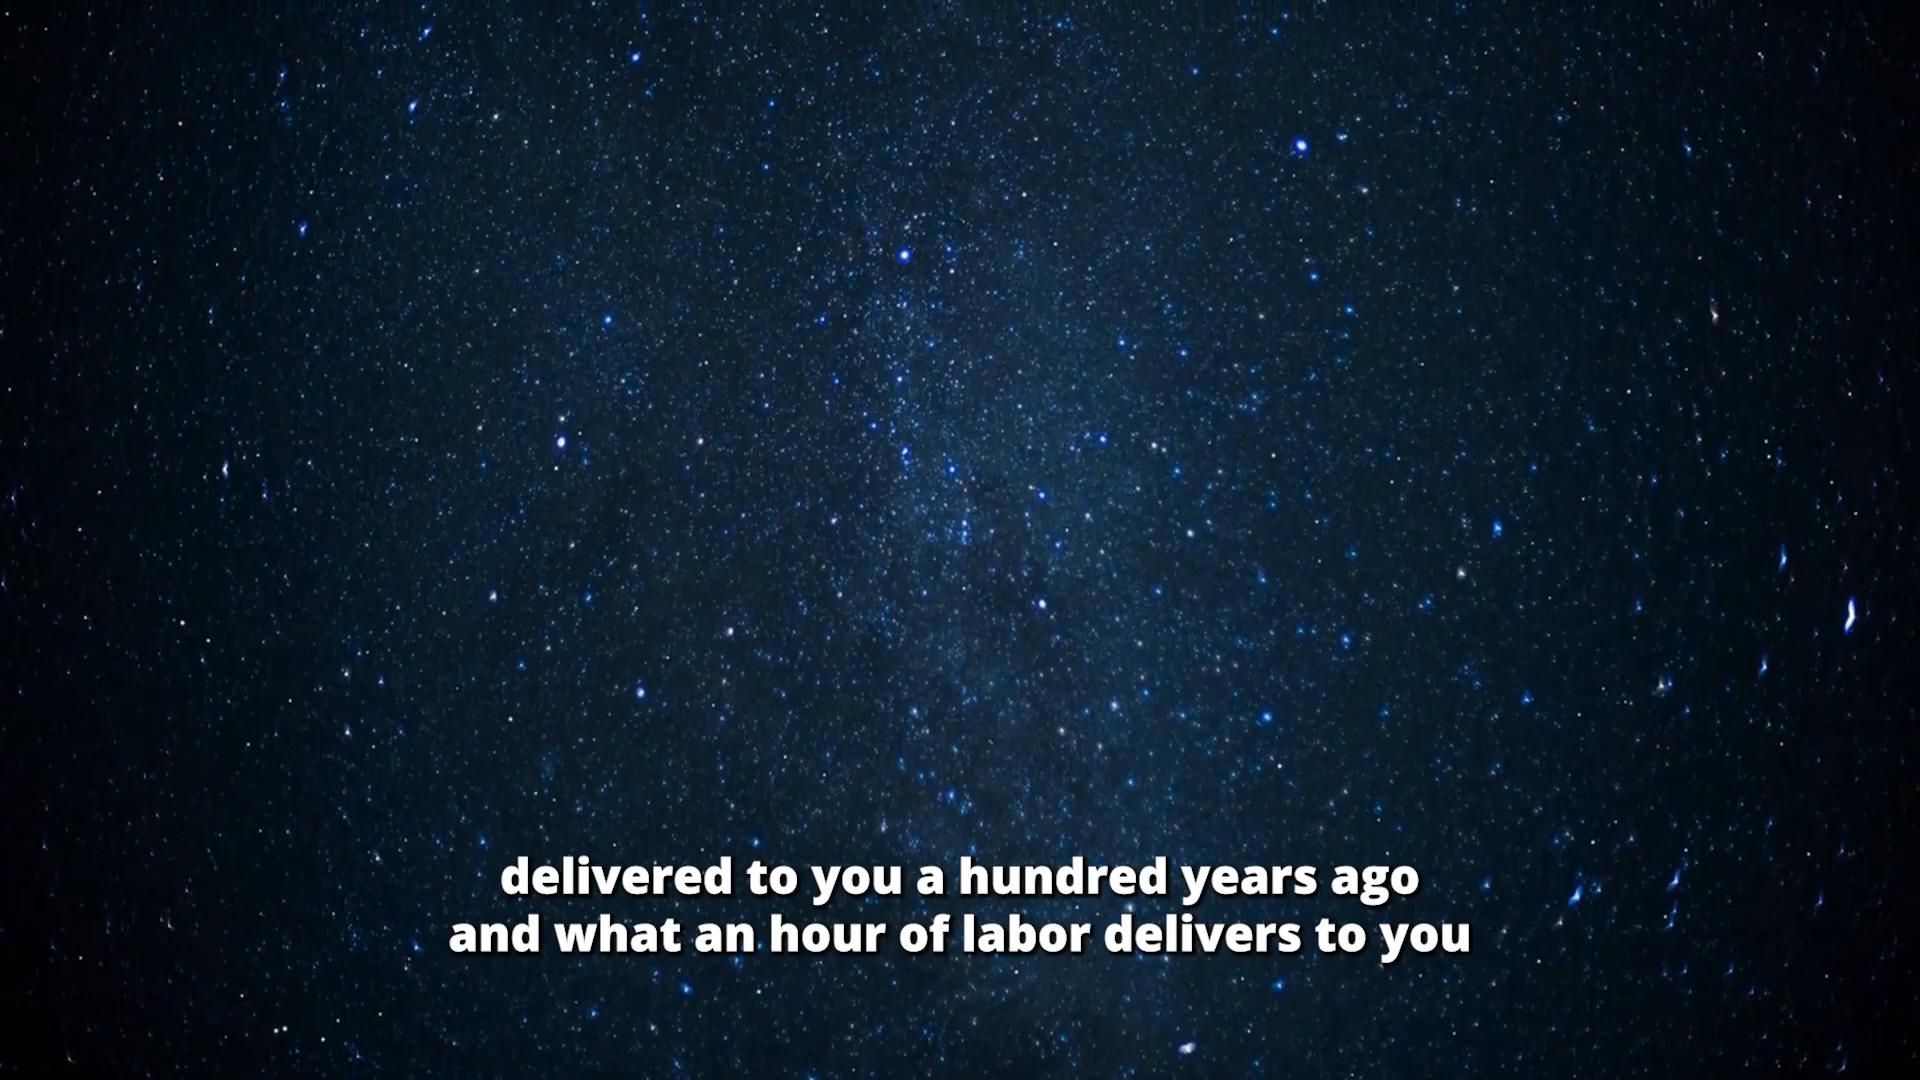 delivered to you a hundred years ago
and what an hour of labor delivers to you